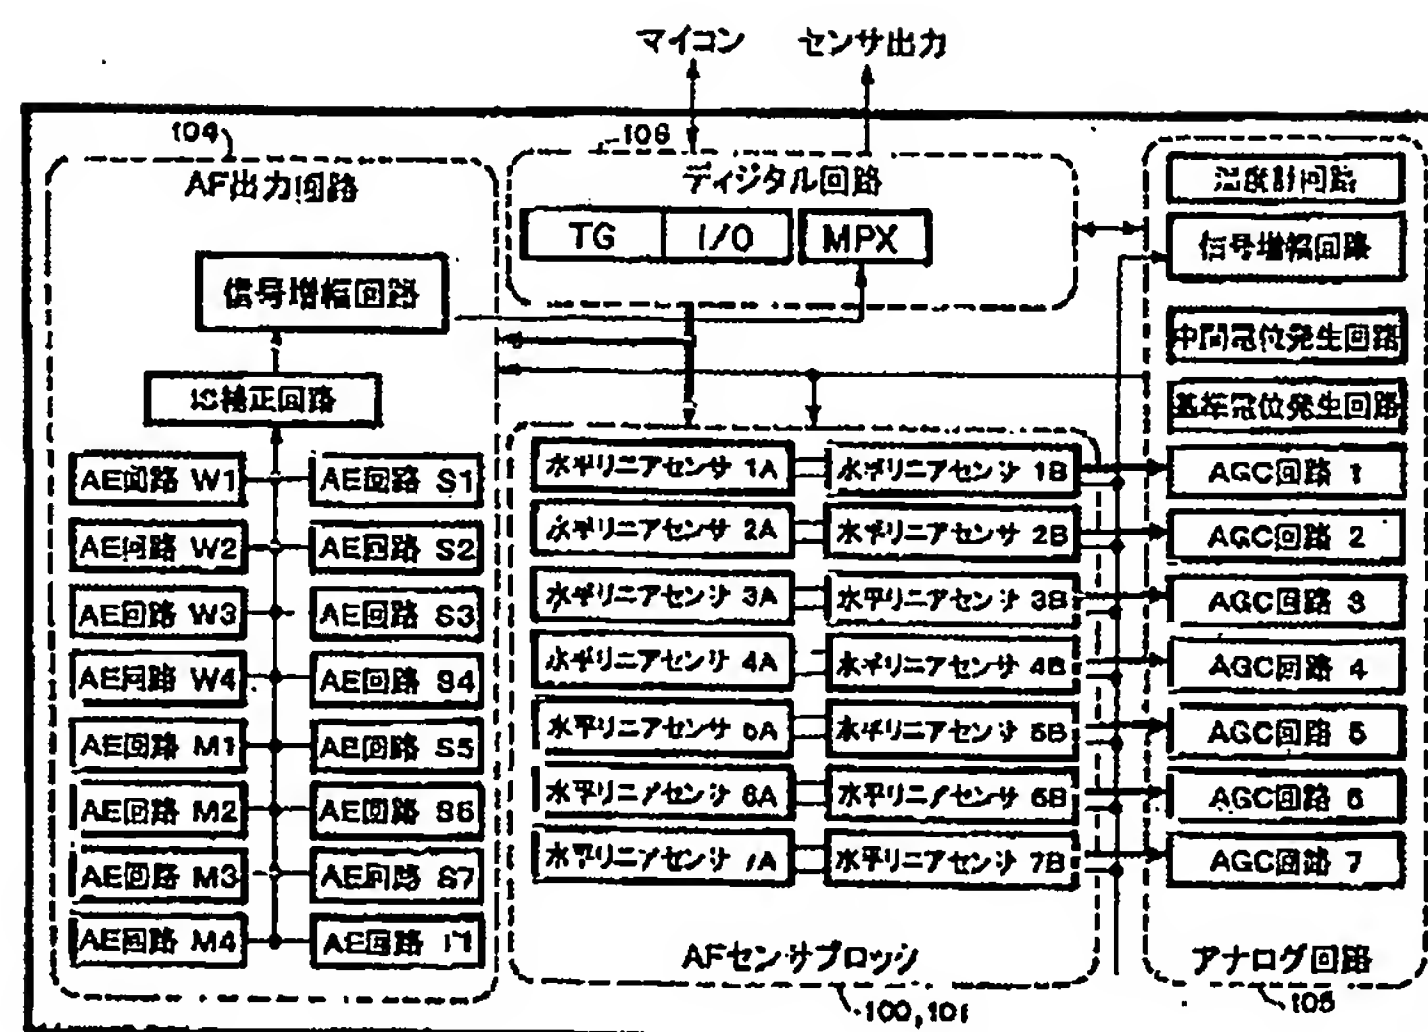 マイコン センサ出力
104
AF出力回路
信号増幅回路
IS補正回路
AE回路 W1
AE回路 S1
AE回路 W2
AE回路 S2
AE回路 W3
AE回路 S3
AE回路 W4
AE回路 S4
AE回路 M1
AE回路 S5
AE回路 M2
AE回路 S6
AE回路 M3
AE回路 S7
AE回路 M4
AE回路
106
ディジタル回路
TG
I/O
MPX
水平リニアセンサ 1A
水平リニアセンサ 1B
水平リニアセンサ 2A
水平リニアセンサ 2B
水平リニアセンサ 3A
水平リニアセンサ 3B
水平リニアセンサ 4A
水平リニアセンサ 4B
水平リニアセンサ 5A
水平リニアセンサ 5B
水平リニアセンサ 6A
水平リニアセンサ 6B
水平リニアセンサ 7A
水平リニアセンサ 7B
AFセンサブロック
100,101
温度計回路
信号増幅回路
中間電位発生回路
基準電位発生回路
AGC回路 1
AGC回路 2
AGC回路 3
AGC回路 4
AGC回路 5
AGC回路 6
AGC回路 7
アナログ回路
105